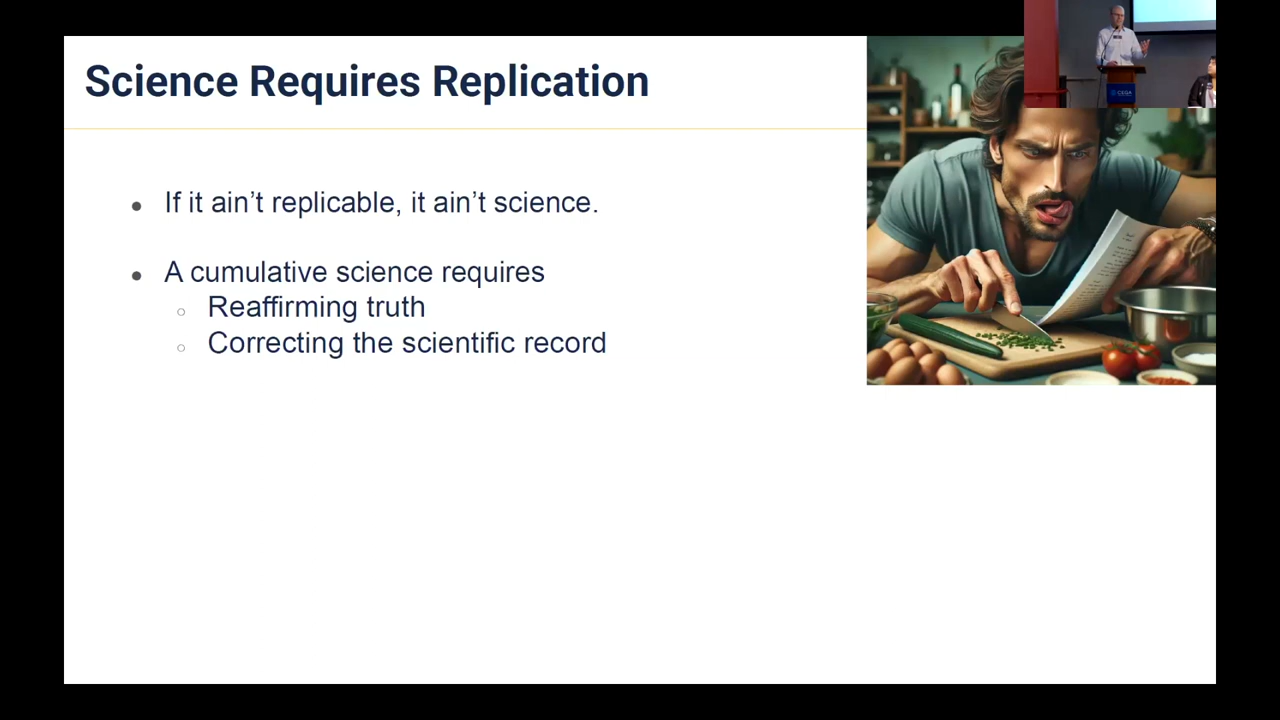 Science Requires Replication
If it ain't replicable, it ain't science.
A cumulative science requires
Reaffirming truth
Correcting the scientific record
CEGA